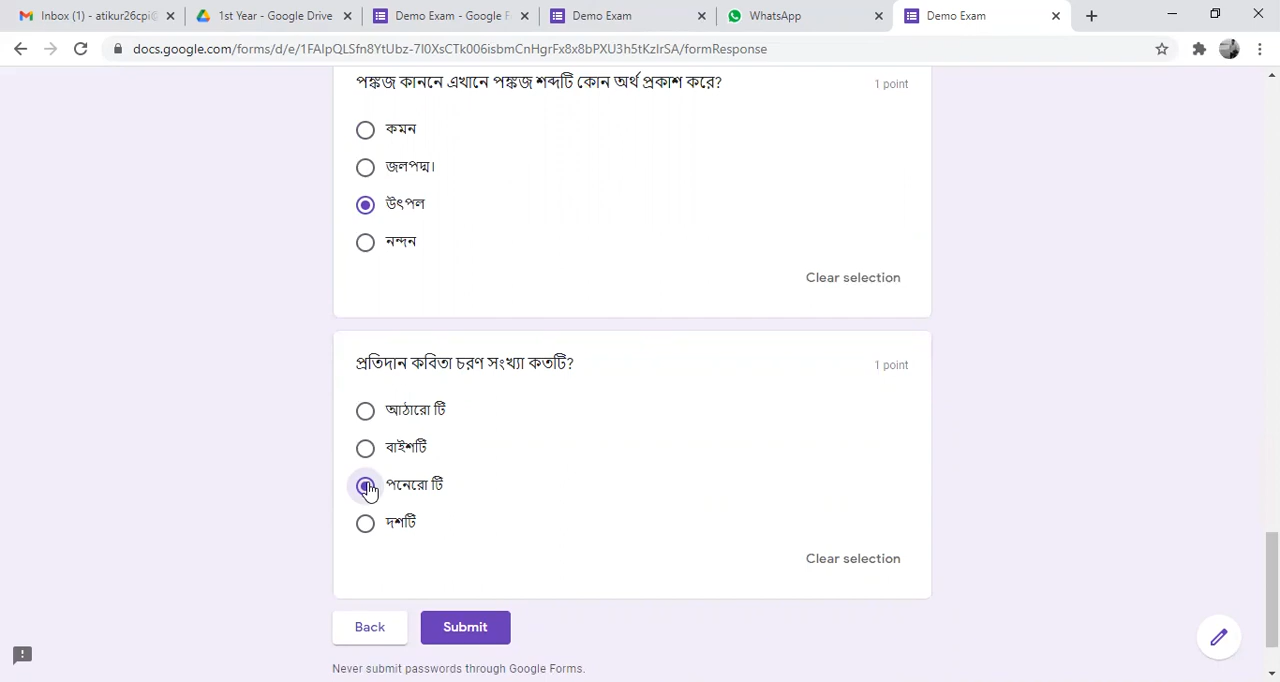 Inbox (1) - atikur26cpi@
1st Year - Google Drive
Demo Exam - Google F
Demo Exam
WhatsApp
Demo Exam
docs.google.com/forms/d/e/1FAIpQLSfn8YtUbz-7I0XsCTk006isbmCnHgrFx8x8bPXU3h5tKzIrSA/formResponse
পঙ্কজ কাননে এখানে পঙ্কজ শব্দটি কোন অর্থ প্রকাশ করে?
1 point
কমন
জলপদ্ম।
উৎপল
নন্দন
Clear selection
প্রতিদান কবিতা চরণ সংখ্যা কতটি?
1 point
আঠারো টি
বাইশটি
পনেরো টি
দশটি
Clear selection
Back
Submit
Never submit passwords through Google Forms.